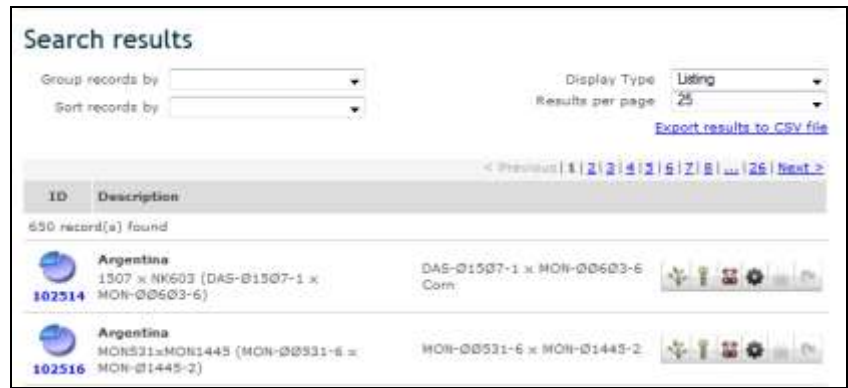 Search results
Group records by
Display Type Listing
Sort records by
Results per page 25
Export results to CSV file
< Previous | 1 | 2 | 3 | 4 | 5 | 6 | 7 | 8 | ... | 26 | Next >
ID Description
650 record(s) found
Argentina
1507 x NK603 (DAS-Ø15Ø7-1 x
MON-ØØ6Ø3-6)
DAS-Ø15Ø7-1 x MON-ØØ6Ø3-6
Corn
102514
Argentina
MON531xMON1445 (MON-ØØ531-6 x
MON-Ø1445-2)
MON-ØØ531-6 x MON-Ø1445-2
102516